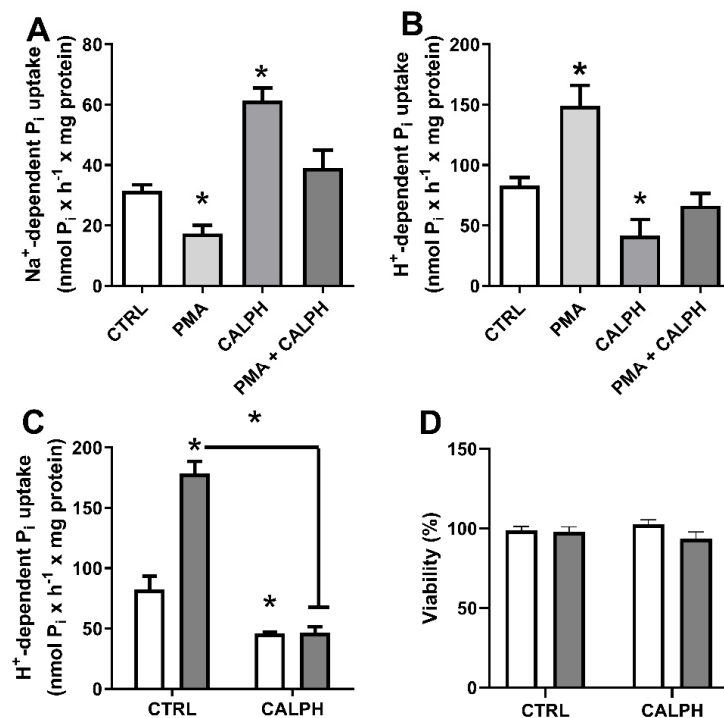 A
Na⁺-dependent Pᵢ uptake
(nmol Pᵢ x h⁻¹ x mg protein)
80
60
40
20
0
*
*
CTRL
PMA
CALPH
PMA + CALPH
B
H⁺-dependent Pᵢ uptake
(nmol Pᵢ x h⁻¹ x mg protein)
200
150
100
50
0
*
*
CTRL
PMA
CALPH
PMA + CALPH
C
H⁺-dependent Pᵢ uptake
(nmol Pᵢ x h⁻¹ x mg protein)
200
150
100
50
0
*
*
*
CTRL
CALPH
D
Viability (%)
150
100
50
0
CTRL
CALPH